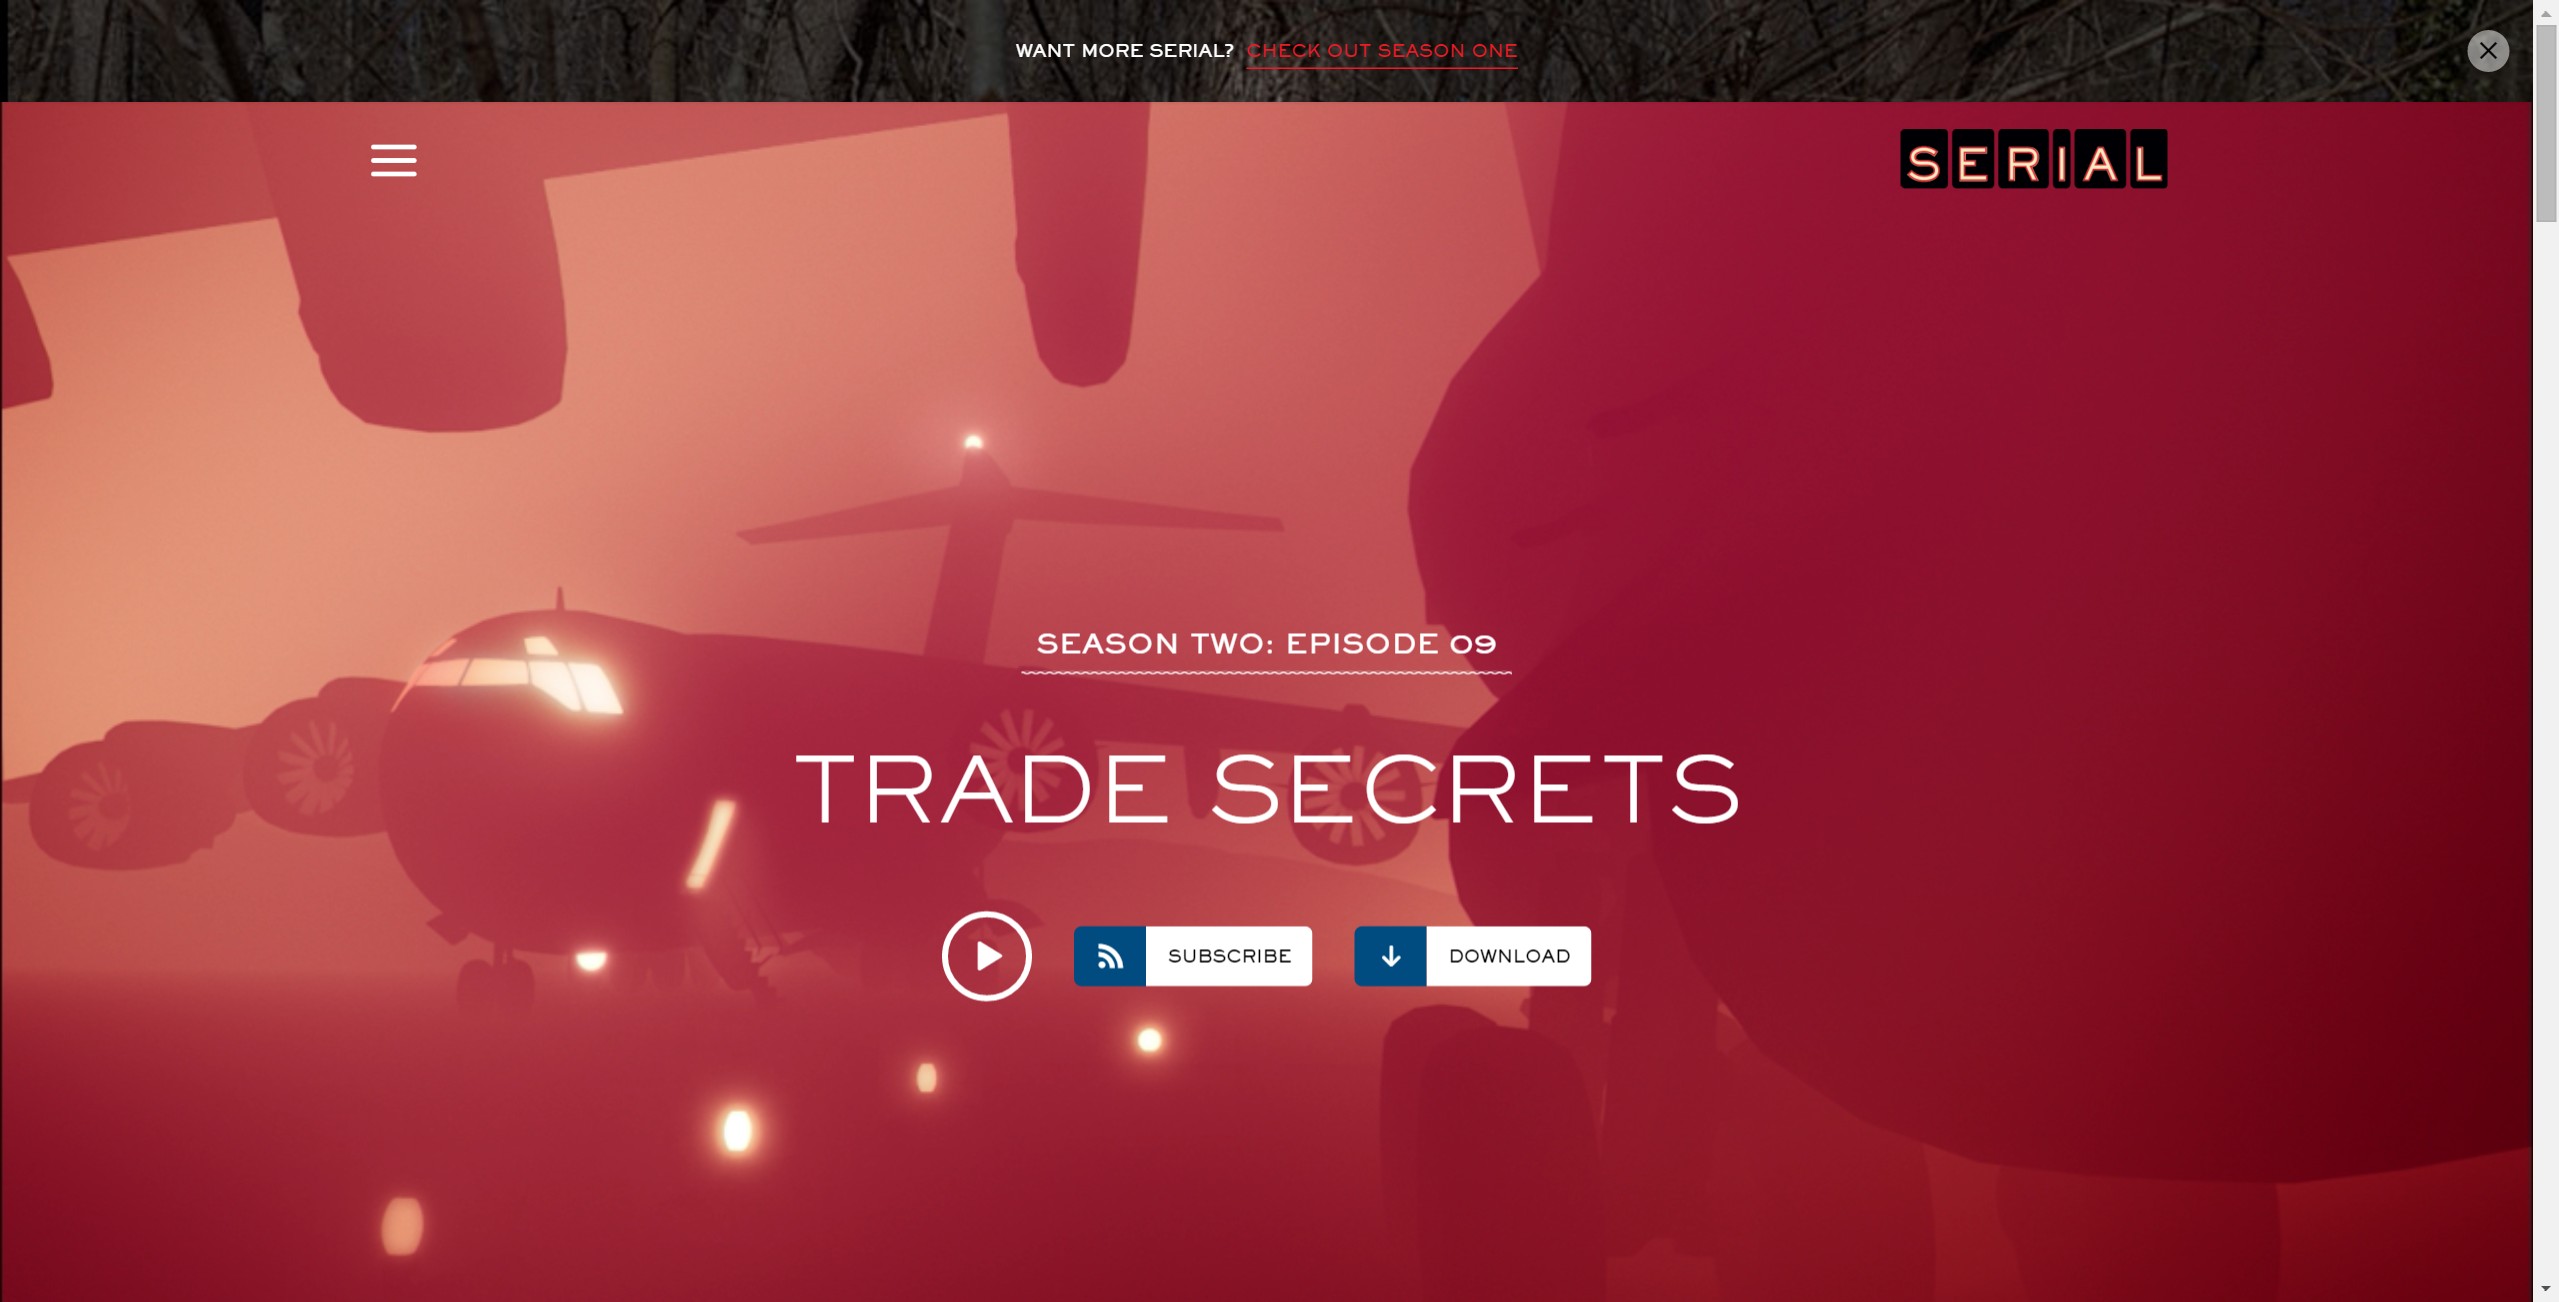 WANT MORE SERIAL? CHECK OUT SEASON ONE
SERIAL
SEASON TWO: EPISODE 09
TRADE SECRETS
SUBSCRIBE
DOWNLOAD